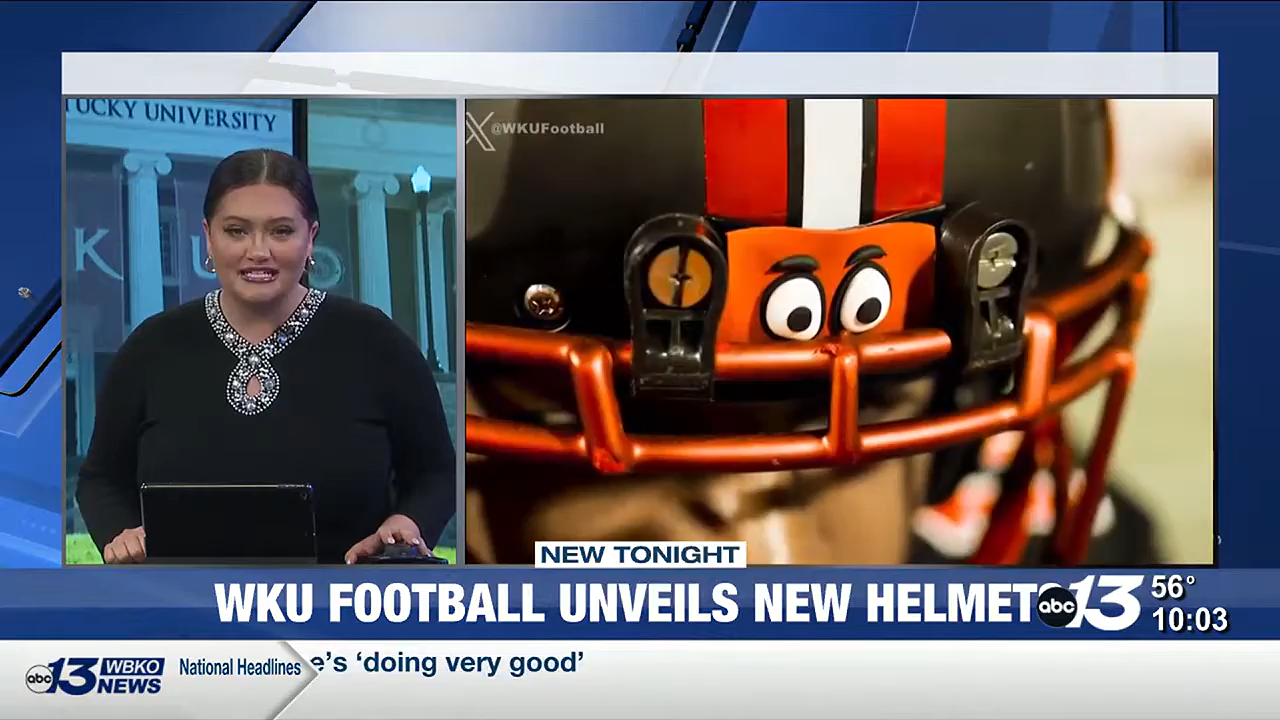 TUCKY UNIVERSITY
K U
X @WKUFootball
NEW TONIGHT
WKU FOOTBALL UNVEILS NEW HELMET
abc 13
56°
10:03
abc 13 WBKO NEWS
National Headlines
e's ‘doing very good’